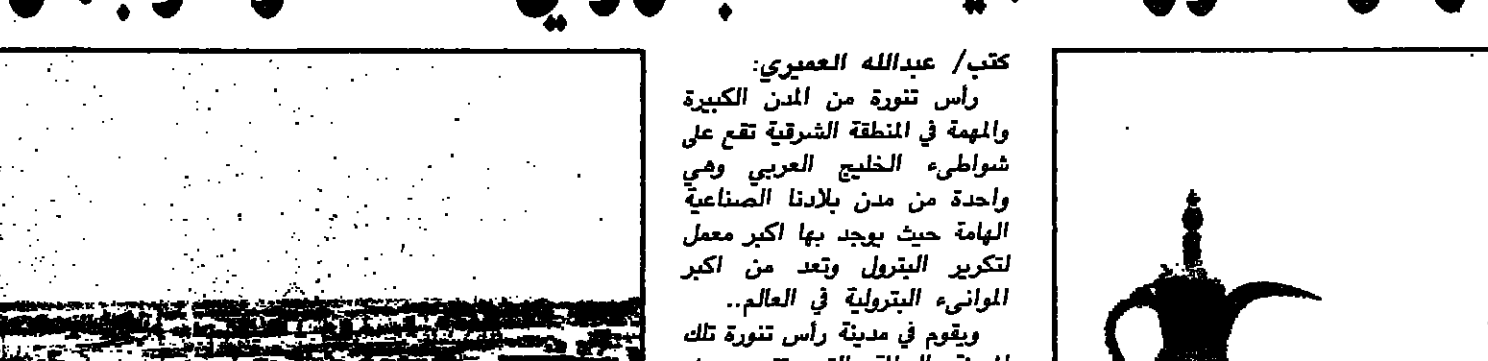 كتب/ عبدالله العميري:
رأس تنورة من المدن الكبيرة
والمهمة في المنطقة الشرقية تقع على
شواطىء الخليج العربي وهي
واحدة من مدن بلادنا الصناعية
الهامة حيث يوجد بها اكبر معمل
لتكرير البترول وتعد من اكبر
الموانىء البترولية في العالم..
ويقوم في مدينة رأس تنورة تلك